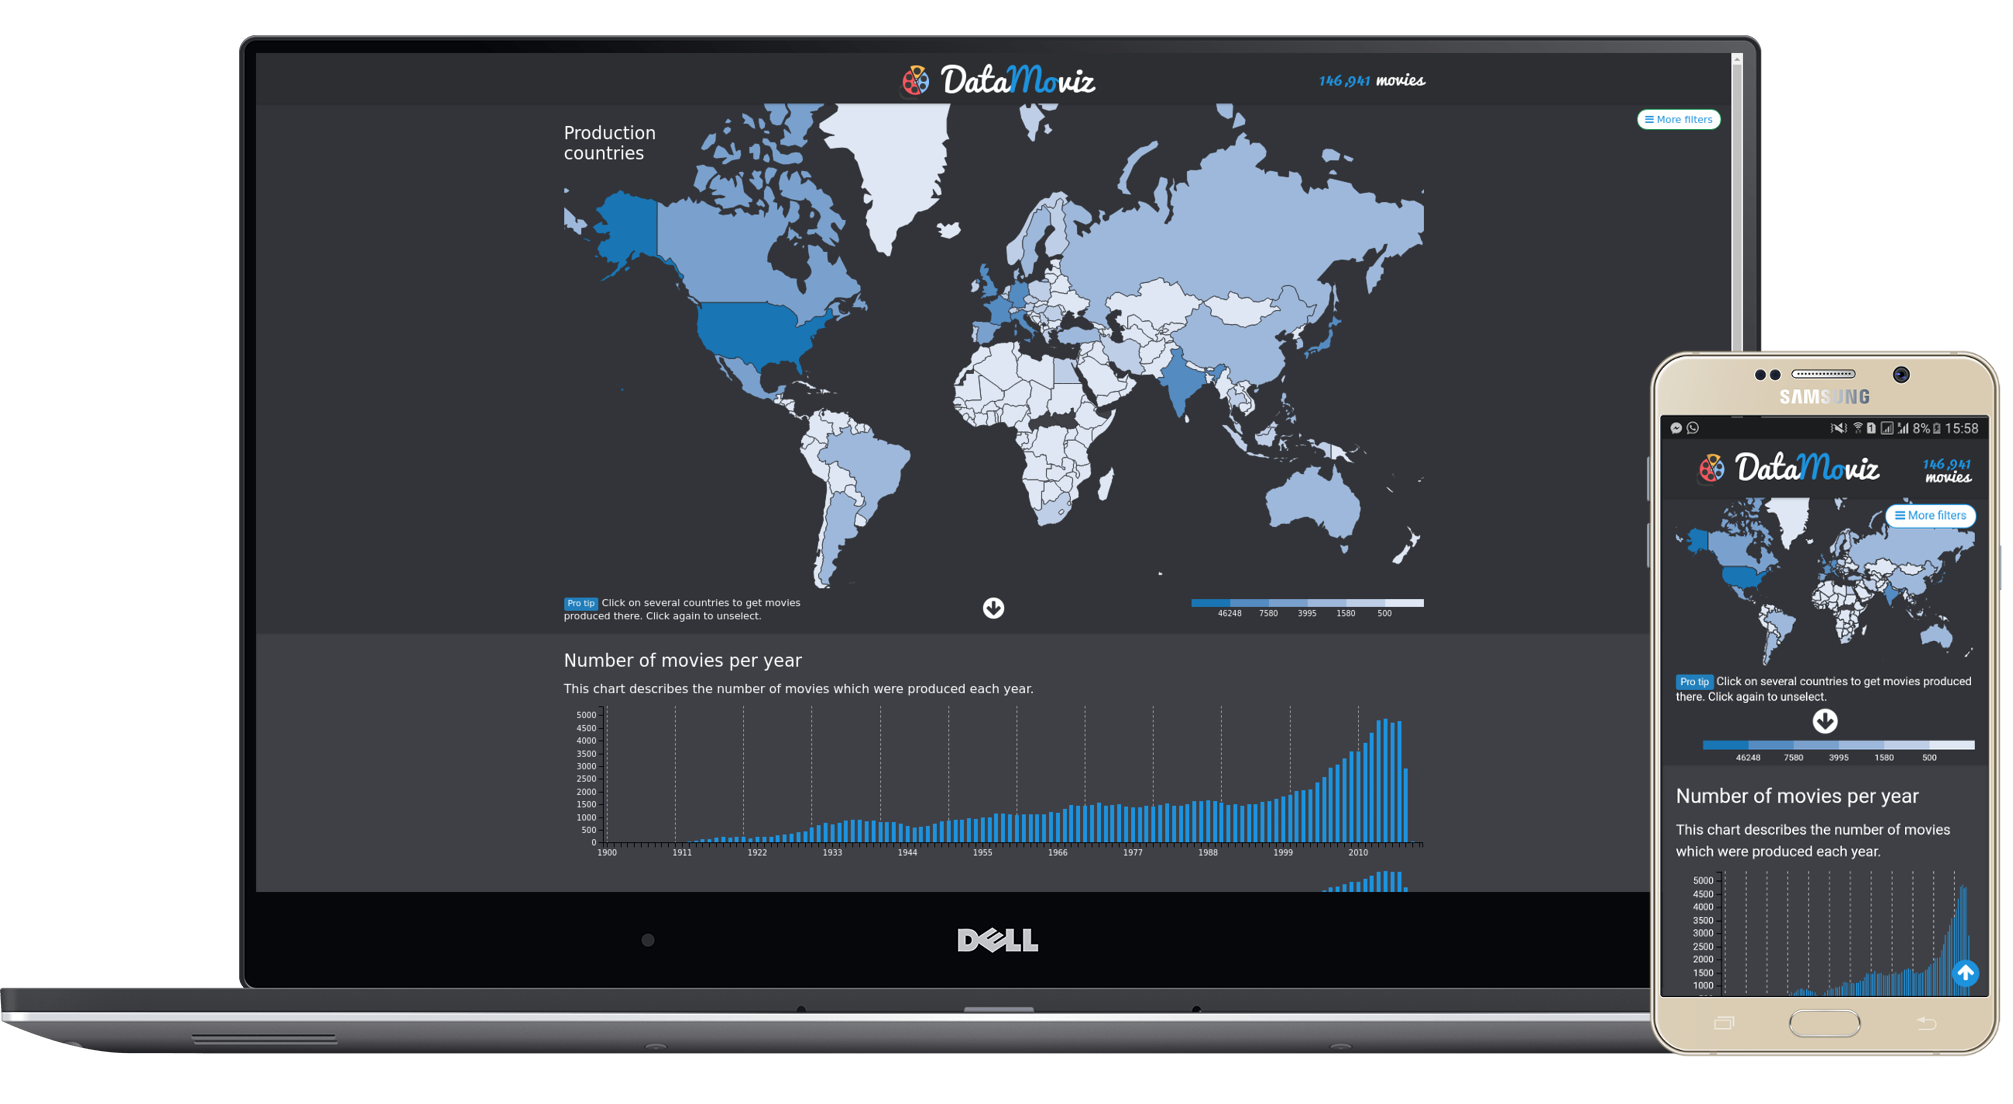 DataMoviz
146,941 movies
More filters
Production
countries
Pro tip Click on several countries to get movies
produced there. Click again to unselect.
46248 7580 3995 1580 500
Number of movies per year
This chart describes the number of movies which were produced each year.
5000
4500
4000
3500
3000
2500
2000
1500
1000
500
0
1900 1911 1922 1933 1944 1955 1966 1977 1988 1999 2010
DELL
SAMSUNG
8% 15:58
DataMoviz
146,941
movies
More filters
Pro tip Click on several countries to get movies produced
there. Click again to unselect.
46248 7580 3995 1580 500
Number of movies per year
This chart describes the number of movies
which were produced each year.
5000
4500
4000
3500
3000
2500
2000
1500
1000